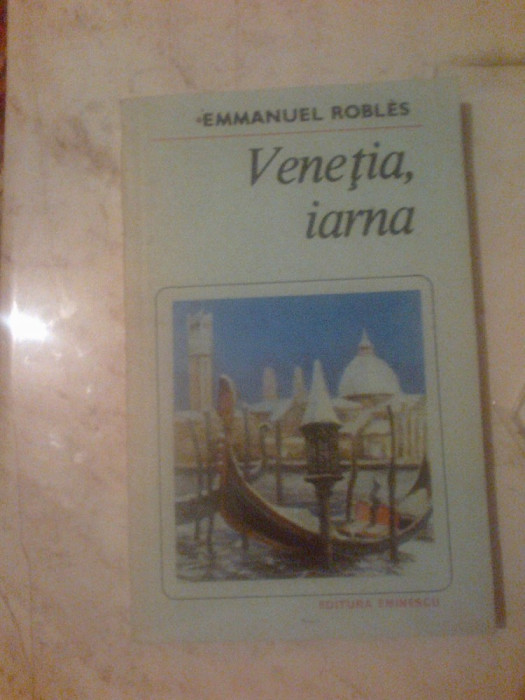 EMMANUEL ROBLÈS
Veneţia,
iarna
EDITURA EMINESCU